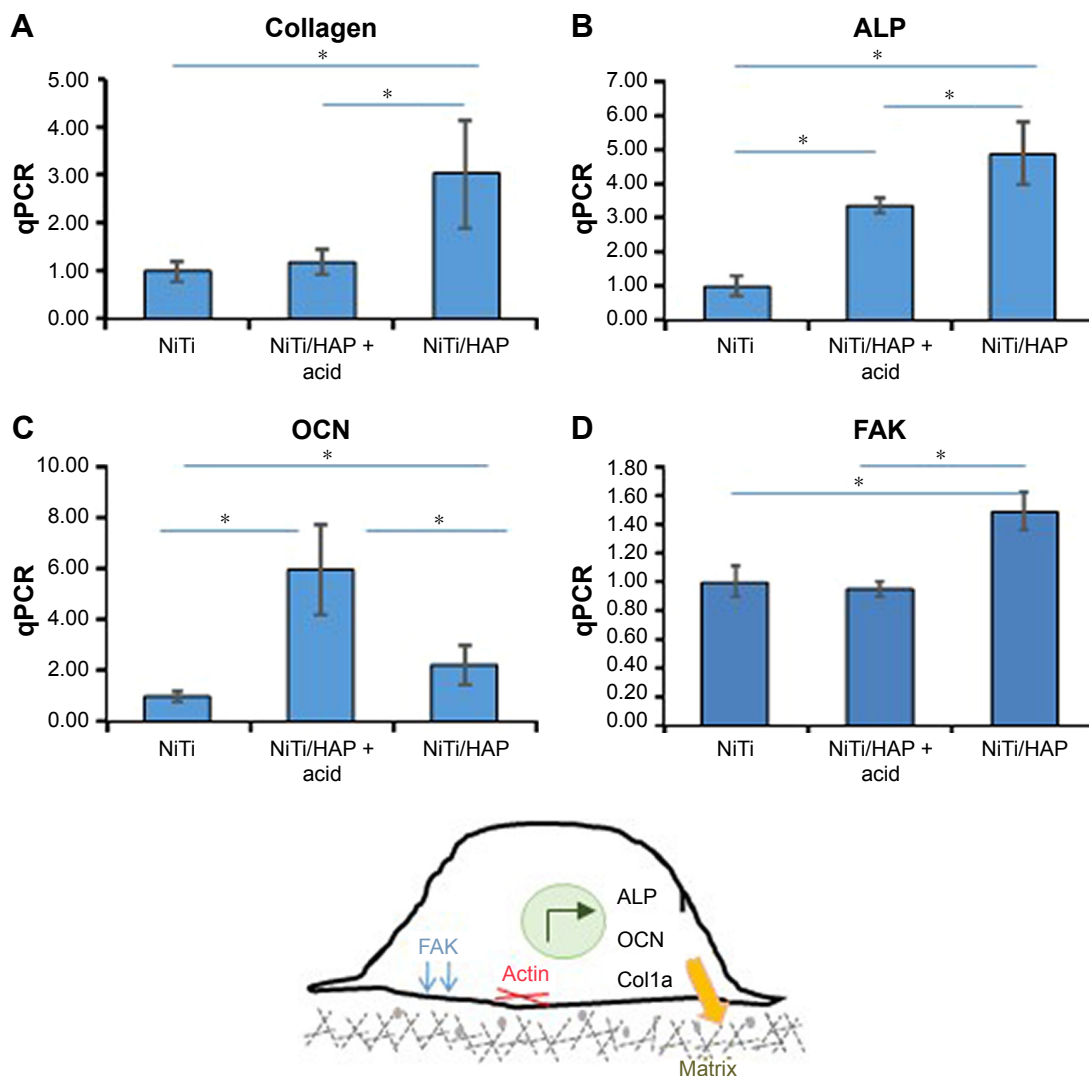 A
Collagen
*
*
qPCR
5.00
4.00
3.00
2.00
1.00
0.00
NiTi
NiTi/HAP +
acid
NiTi/HAP
B
ALP
*
*
*
qPCR
7.00
6.00
5.00
4.00
3.00
2.00
1.00
0.00
NiTi
NiTi/HAP +
acid
NiTi/HAP
C
OCN
*
*
*
qPCR
10.00
8.00
6.00
4.00
2.00
0.00
NiTi
NiTi/HAP +
acid
NiTi/HAP
D
FAK
*
*
qPCR
1.80
1.60
1.40
1.20
1.00
0.80
0.60
0.40
0.20
0.00
NiTi
NiTi/HAP +
acid
NiTi/HAP
ALP
OCN
Col1a
FAK
Actin
Matrix